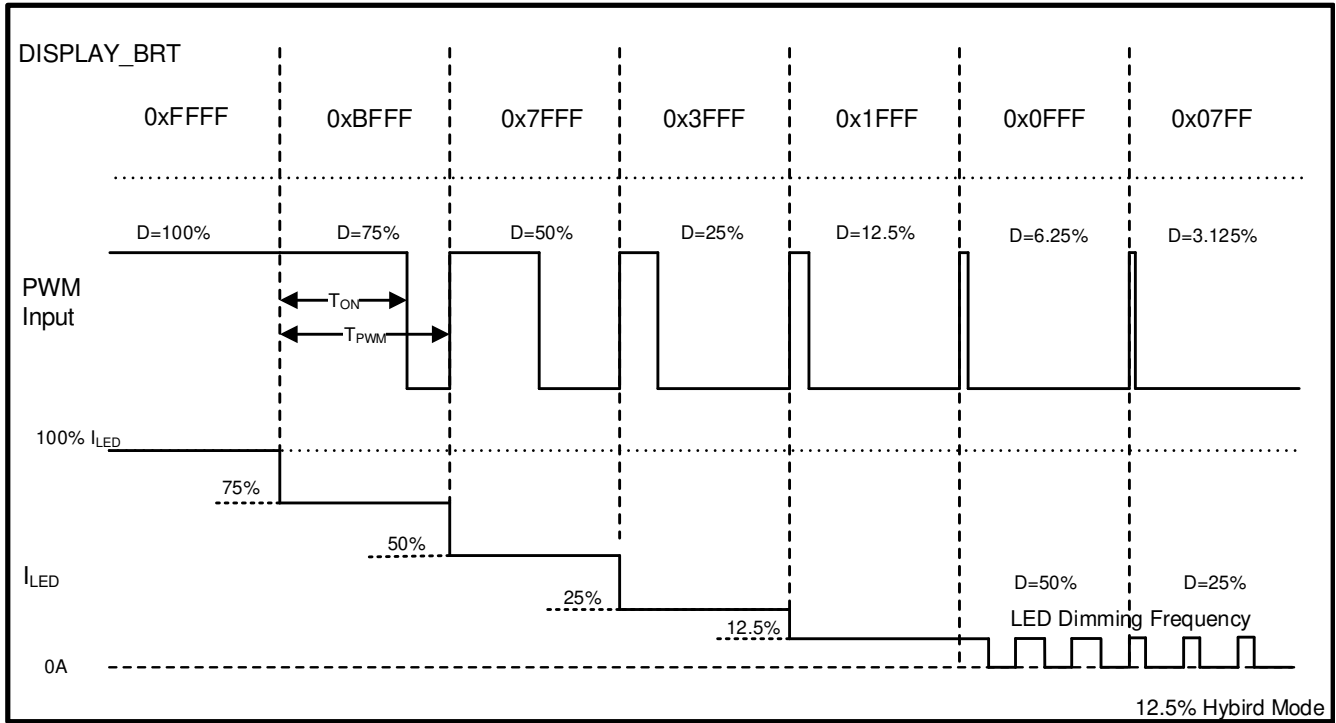 DISPLAY_BRT
0xFFFF 0xBFFF 0x7FFF 0x3FFF 0x1FFF 0x0FFF 0x07FF
D=100% D=75% D=50% D=25% D=12.5% D=6.25% D=3.125%
PWM
Input
TON
TPWM
100% ILED
75%
50%
ILED
25%
12.5%
D=50% D=25%
LED Dimming Frequency
0A
12.5% Hybird Mode